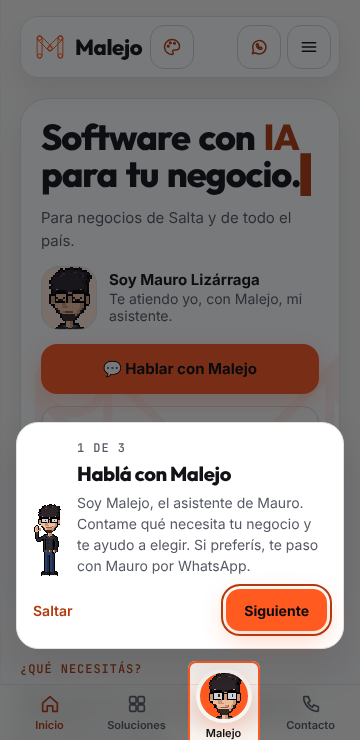 Malejo
Software con IA
para tu negocio.
Para negocios de Salta y de todo el
país.
Soy Mauro Lizárraga
Te atiendo yo, con Malejo, mi
asistente.
💬 Hablar con Malejo
1 DE 3
Hablá con Malejo
Soy Malejo, el asistente de Mauro.
Contame qué necesita tu negocio y
te ayudo a elegir. Si preferís, te paso
con Mauro por WhatsApp.
Saltar
Siguiente
¿QUÉ NECESITÁS?
Inicio
Soluciones
Malejo
Contacto